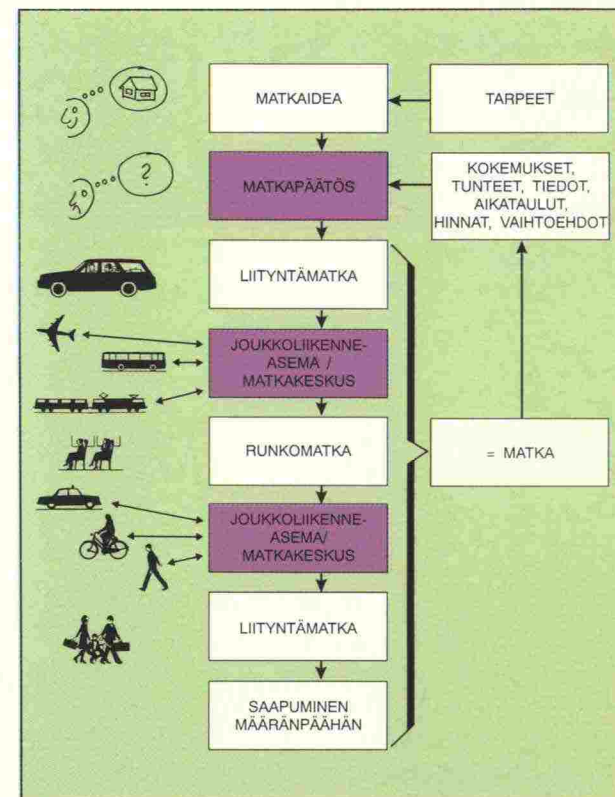 MATKAIDEA
TARPEET
?
MATKAPÄÄTÖS
KOKEMUKSET,
TUNTEET, TIEDOT,
AIKATAULUT,
HINNAT, VAIHTOEHDOT
LIITYNTÄMATKA
JOUKKOLIIKENNE-
ASEMA /
MATKAKESKUS
RUNKOMATKA
= MATKA
JOUKKOLIIKENNE-
ASEMA/
MATKAKESKUS
LIITYNTÄMATKA
SAAPUMINEN
MÄÄRÄNPÄÄHÄN